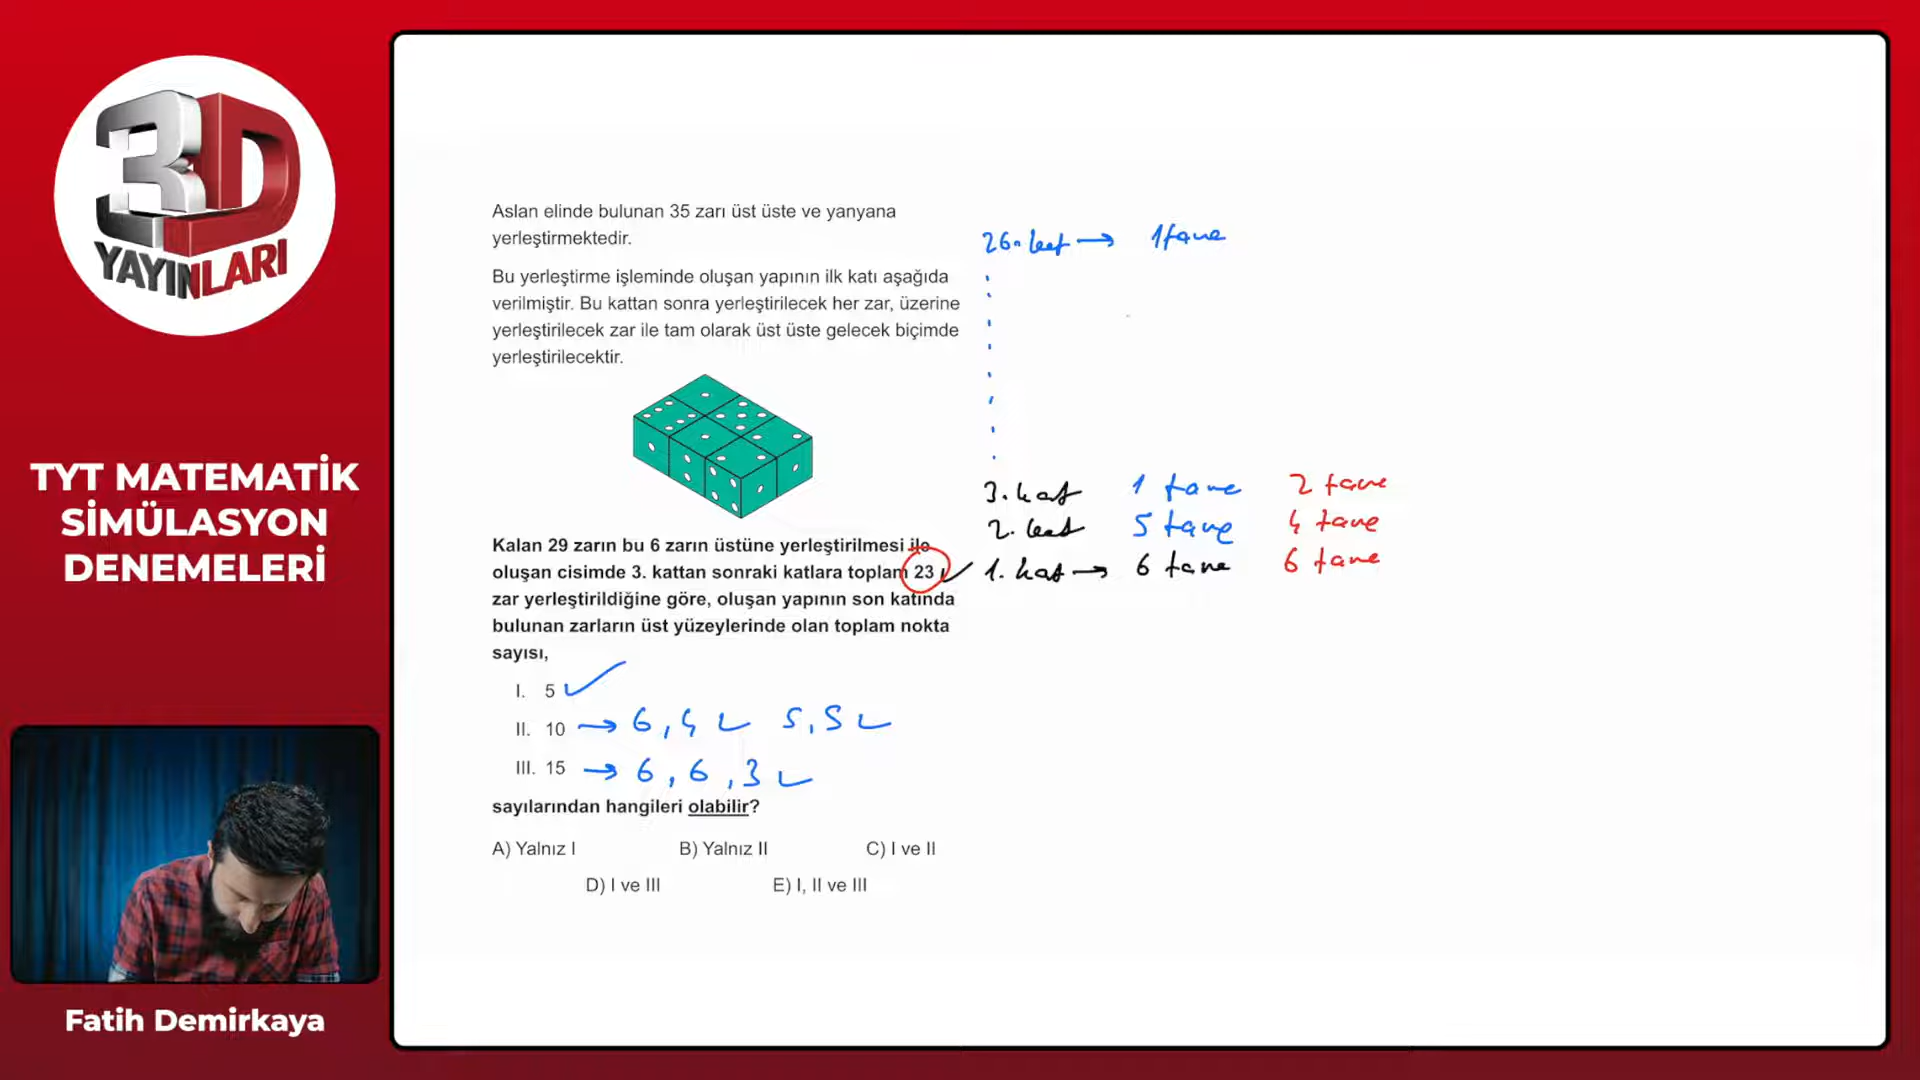 3D
YAYINLARI
TYT MATEMATİK
SİMÜLASYON
DENEMELERİ
Fatih Demirkaya
Aslan elinde bulunan 35 zarı üst üste ve yanyana
yerleştirmektedir.
Bu yerleştirme işleminde oluşan yapının ilk katı aşağıda
verilmiştir. Bu kattan sonra yerleştirilecek her zar, üzerine
yerleştirilecek zar ile tam olarak üst üste gelecek biçimde
yerleştirilecektir.
Kalan 29 zarın bu 6 zarın üstüne yerleştirilmesi ile
oluşan cisimde 3. kattan sonraki katlara toplam 23
zar yerleştirildiğine göre, oluşan yapının son katında
bulunan zarların üst yüzeylerinde olan toplam nokta
sayısı,
I. 5
II. 10 → 6, 4 5, 5
III. 15 → 6, 6, 3
sayılarından hangileri olabilir?
A) Yalnız I B) Yalnız II C) I ve II
D) I ve III E) I, II ve III
26. kat → 1 tane
3. kat 1 tane 2 tane
2. kat 5 tane 4 tane
1. kat → 6 tane 6 tane